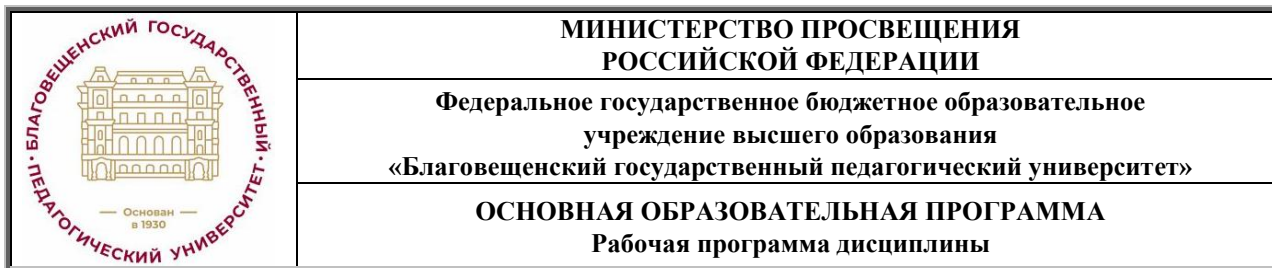 • БЛАГОВЕЩЕНСКИЙ ГОСУДАРСТВЕННЫЙ •
ПЕДАГОГИЧЕСКИЙ УНИВЕРСИТЕТ
— Основан —
в 1930
МИНИСТЕРСТВО ПРОСВЕЩЕНИЯ
РОССИЙСКОЙ ФЕДЕРАЦИИ
Федеральное государственное бюджетное образовательное
учреждение высшего образования
«Благовещенский государственный педагогический университет»
ОСНОВНАЯ ОБРАЗОВАТЕЛЬНАЯ ПРОГРАММА
Рабочая программа дисциплины